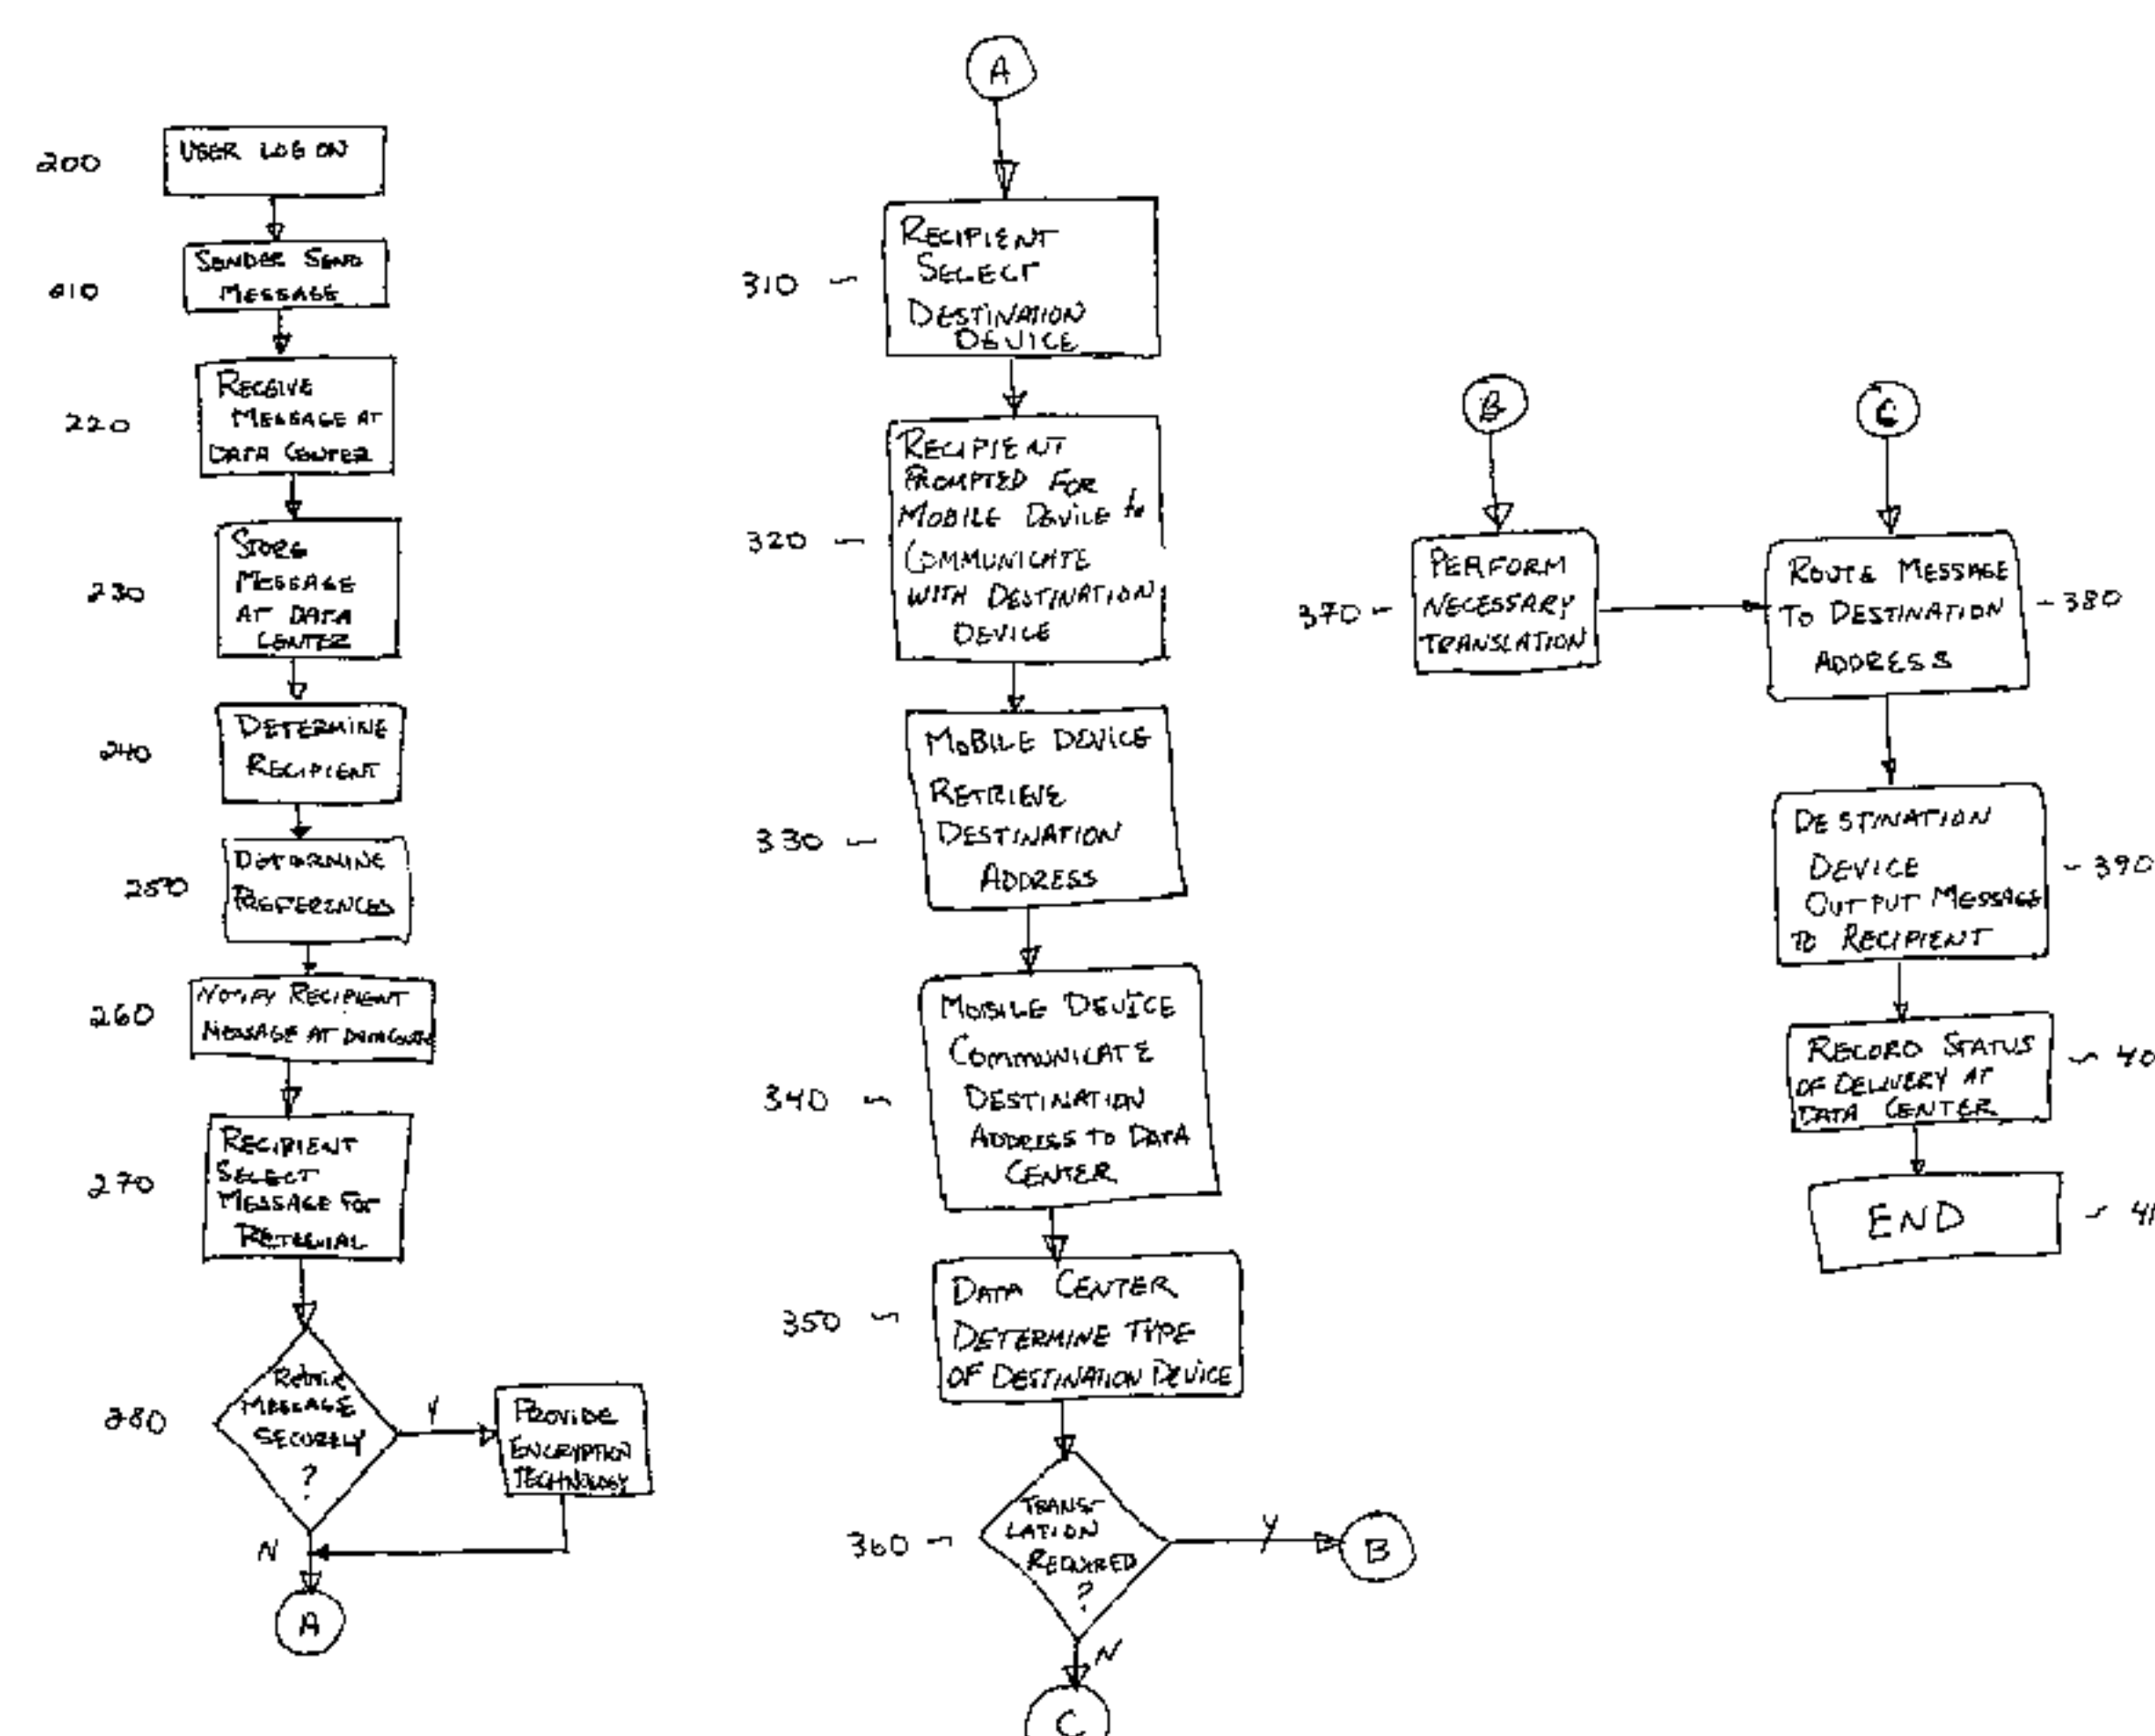 200
USER LOG ON
210
SENDER SEND
MESSAGE
220
RECEIVE
MESSAGE AT
DATA CENTER
230
STORE
MESSAGE
AT DATA
CENTER
240
DETERMINE
RECIPIENT
250
DETERMINE
PREFERENCES
260
NOTIFY RECIPIENT
MESSAGE AT DATA CENTER
270
RECIPIENT
SELECT
MESSAGE FOR
RETRIEVAL
280
MESSAGE
SECURELY
?
Y
PROVIDE
ENCRYPTION
TECHNOLOGY
N
A
A
310
RECIPIENT
SELECT
DESTINATION
DEVICE
320
RECIPIENT
PROMPTED FOR
MOBILE DEVICE to
COMMUNICATE
WITH DESTINATION
DEVICE
330
MOBILE DEVICE
RETRIEVE
DESTINATION
ADDRESS
340
MOBILE DEVICE
COMMUNICATE
DESTINATION
ADDRESS TO DATA
CENTER
350
DATA CENTER
DETERMINE TYPE
OF DESTINATION DEVICE
360
TRANS-
LATION
REQUIRED
?
Y
B
N
C
B
370
PERFORM
NECESSARY
TRANSLATION
C
ROUTE MESSAGE
TO DESTINATION
ADDRESS
380
DESTINATION
DEVICE
OUTPUT MESSAGE
TO RECIPIENT
390
RECORD STATUS
OF DELIVERY AT
DATA CENTER
40
END
41